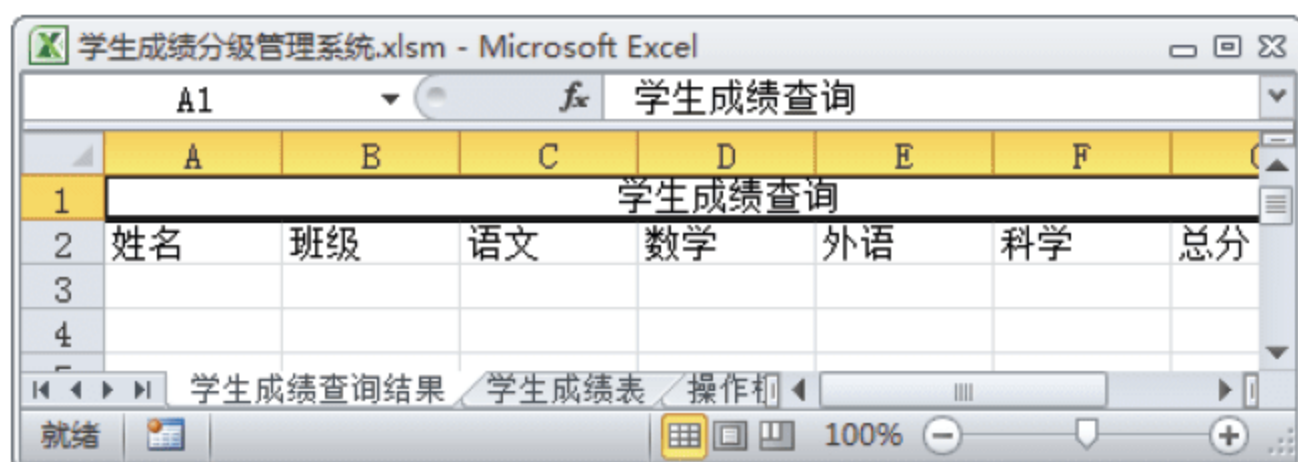 学生成绩分级管理系统.xlsm - Microsoft Excel
A1 fx 学生成绩查询
A B C D E F
1 学生成绩查询
2 姓名 班级 语文 数学 外语 科学 总分
3
4
学生成绩查询结果 学生成绩表 操作
就绪 100%